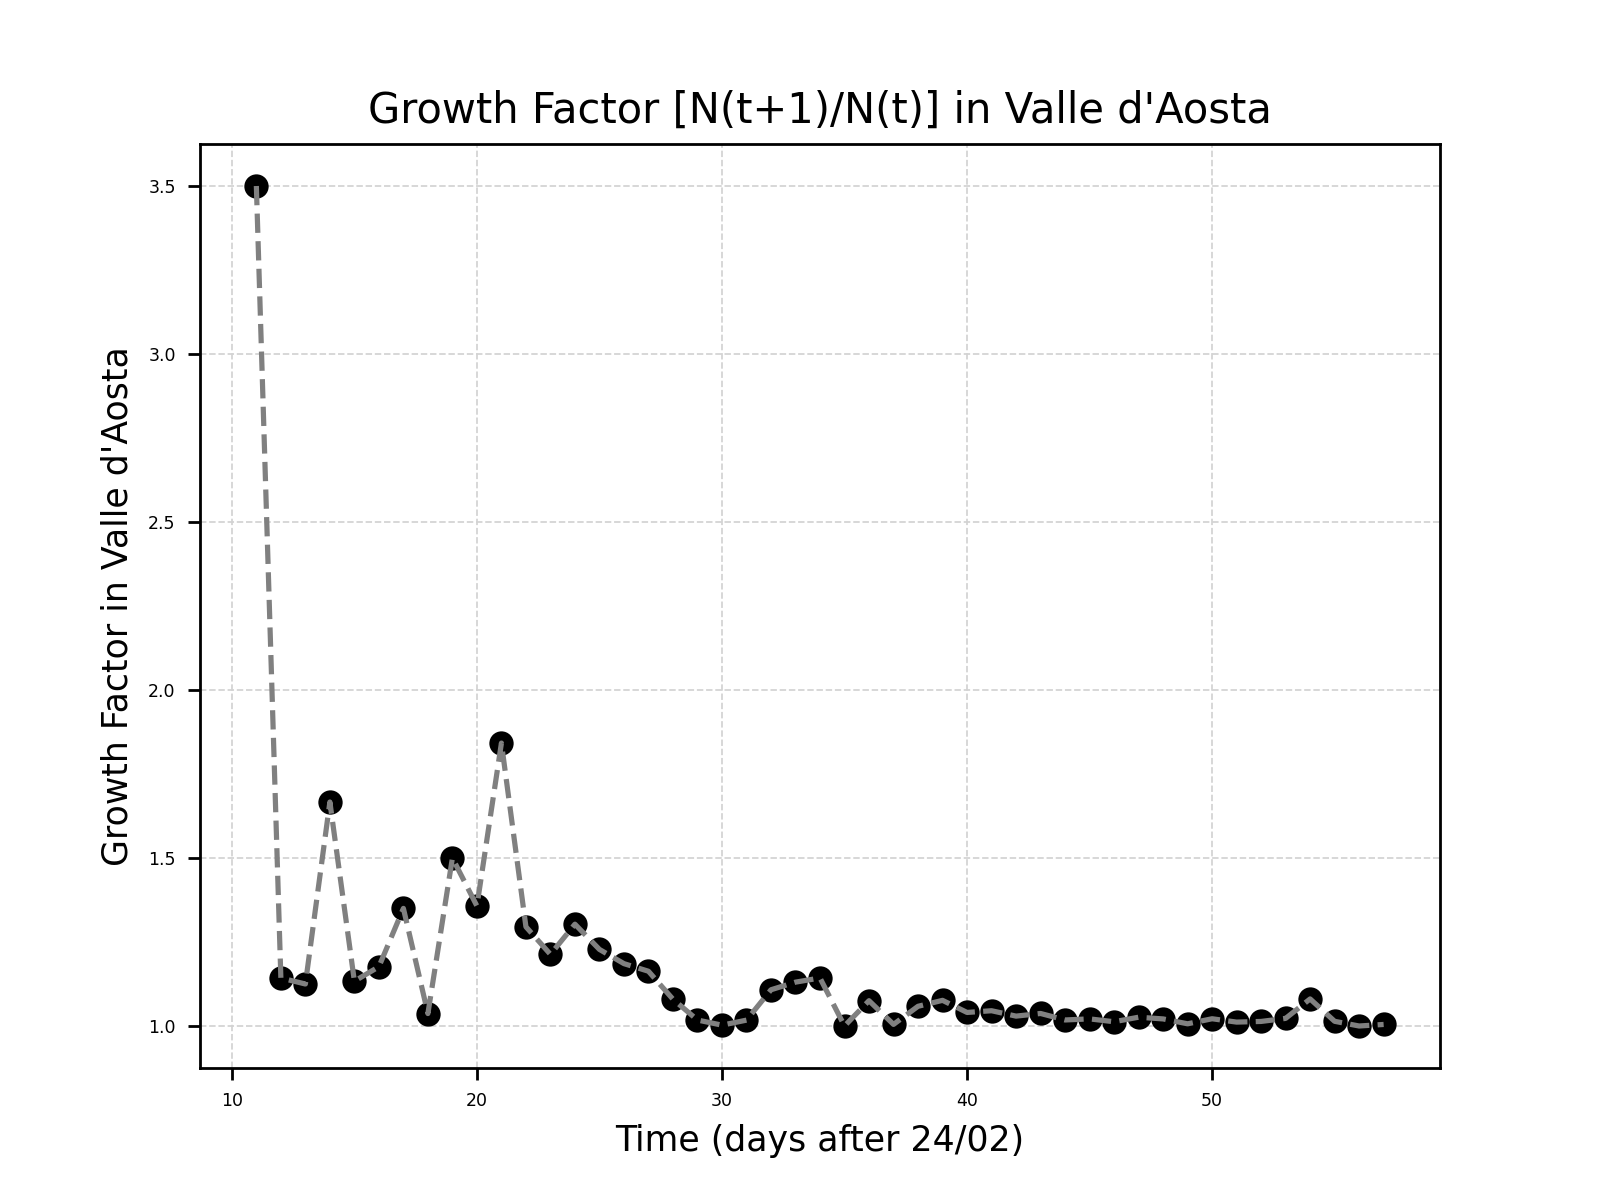 Growth Factor [N(t+1)/N(t)] in Valle d'Aosta
Growth Factor in Valle d'Aosta
3.5
3.0
2.5
2.0
1.5
1.0
10 20 30 40 50
Time (days after 24/02)